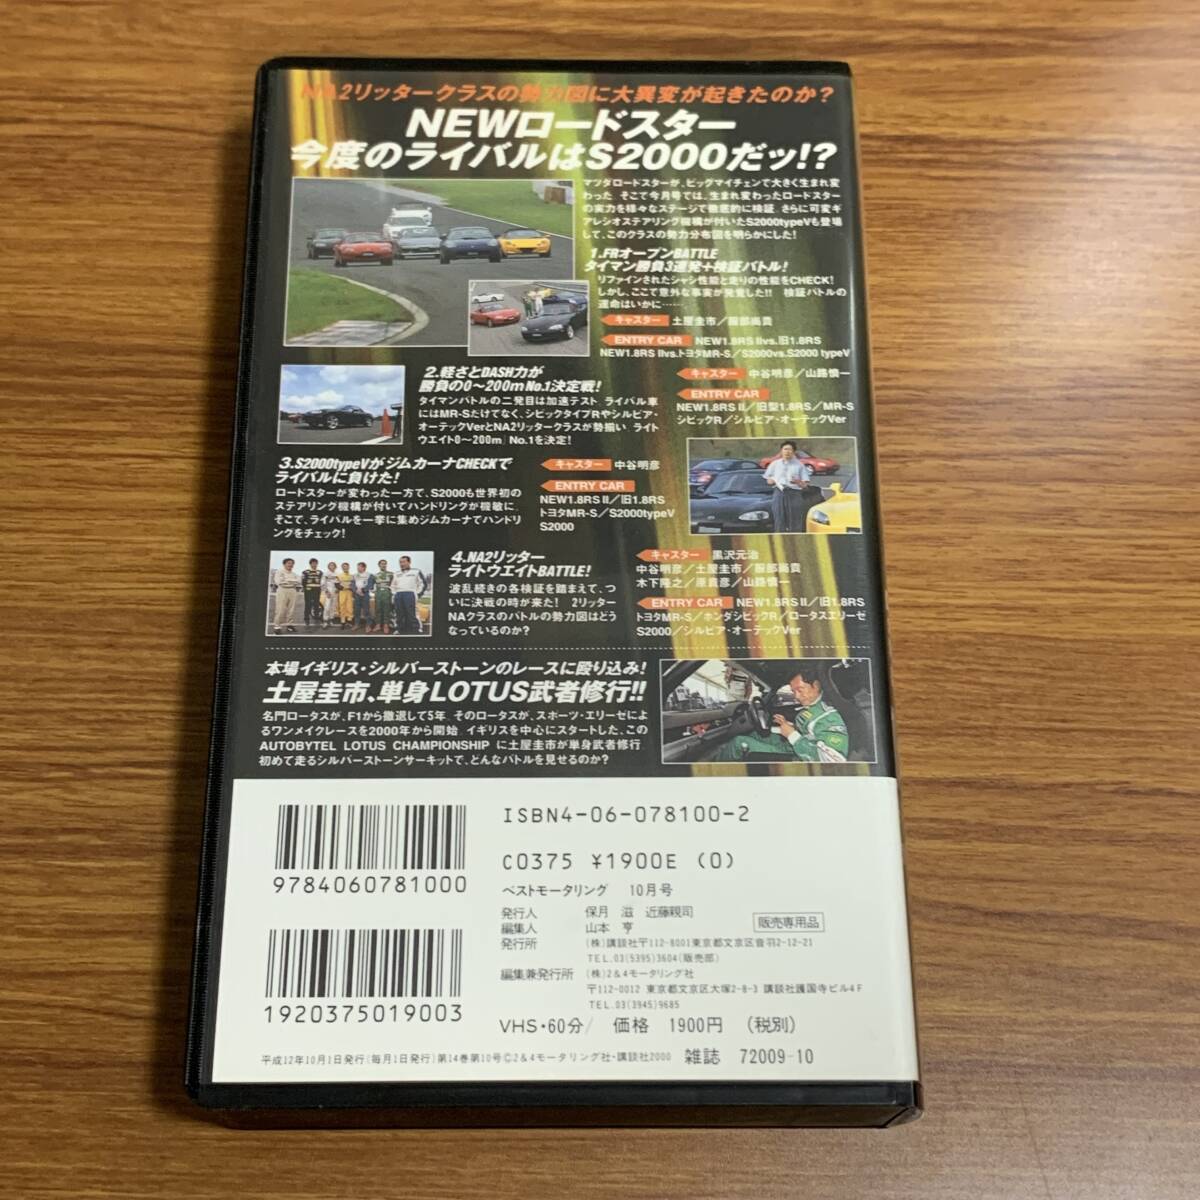 NA2リッタークラスの勢力図に大異変が起きたのか?
NEWロードスター
今度のライバルはS2000だッ!?
マツダロードスターが、ビッグマイチェンで大きく生まれ変
わった そこで今月号では、生まれ変わったロードスター
の実力を様々なステージで徹底的に検証 さらに可変ギ
アレシオステアリング機構が付いたS2000typeVも登場
して、このクラスの勢力分布図を明らかにした!
1.FRオープンBATTLE
タイマン勝負3連発+検証バトル!
リファインされたシャシ性能と走りの性能をCHECK!
しかし、ここで意外な事実が発覚した!! 検証バトルの
運命はいかに……
キャスター 土屋圭市/服部尚貴
ENTRY CAR NEW1.8RS IIvs.旧1.8RS
NEW1.8RS IIvs.トヨタMR-S/S2000vs.S2000 typeV
2.軽さとDASH力が
勝負の0〜200m No.1決定戦!
タイマンバトルの二発目は加速テスト ライバル車
にはMR-Sだけでなく、シビックタイプRやシルビア・
オーテックVerとNA2リッタークラスが勢揃い ライト
ウエイト0〜200m No.1を決定!
キャスター 中谷明彦/山路慎一
ENTRY CAR
NEW1.8RS II/旧型1.8RS/MR-S
シビックR/シルビア・オーテックVer
3.S2000typeVがジムカーナCHECKで
ライバルに負けた!
ロードスターが変わった一方で、S2000も世界初の
ステアリング機構が付いてハンドリングが機敏に
そこで、ライバルを一挙に集めジムカーナでハンドリ
ングをチェック!
キャスター 中谷明彦
ENTRY CAR
NEW1.8RS II/旧1.8RS
トヨタMR-S/S2000typeV
S2000
4.NA2リッター
ライトウエイトBATTLE!
波乱続きの各検証を踏まえて、つ
いに決戦の時が来た! 2リッター
NAクラスのバトルの勢力図はどう
なっているのか?
キャスター 黒沢元治
中谷明彦/土屋圭市/服部尚貴
木下隆之/原貴彦/山路慎一
ENTRY CAR NEW1.8RS II/旧1.8RS
トヨタMR-S/ホンダシビックR/ロータスエリーゼ
S2000/シルビア・オーテックVer
本場イギリス・シルバーストーンのレースに殴り込み!
土屋圭市、単身LOTUS武者修行!!
名門ロータスが、F1から撤退して5年 そのロータスが、スポーツ・エリーゼによ
るワンメイクレースを2000年から開始 イギリスを中心にスタートした、この
AUTOBYTEL LOTUS CHAMPIONSHIP に土屋圭市が単身武者修行
初めて走るシルバーストーンサーキットで、どんなバトルを見せるのか?
9784060781000
1920375019003
ISBN4-06-078100-2
C0375 ¥1900E (0)
ベストモータリング 10月号
発行人 保月 滋 近藤親司
編集人 山本 亨
販売専用品
発行所 (株)講談社〒112-8001東京都文京区音羽2-12-21
TEL.03(5395)3604(販売部)
編集兼発行所 (株)2&4モータリング社
〒112-0012 東京都文京区大塚2-8-3 講談社護国寺ビル4F
TEL.03(3945)9685
VHS・60分/ 価格 1900円 (税別)
平成12年10月1日発行(毎月1日発行)第14巻第10号©2&4モータリング社・講談社2000 雑誌 72009-10